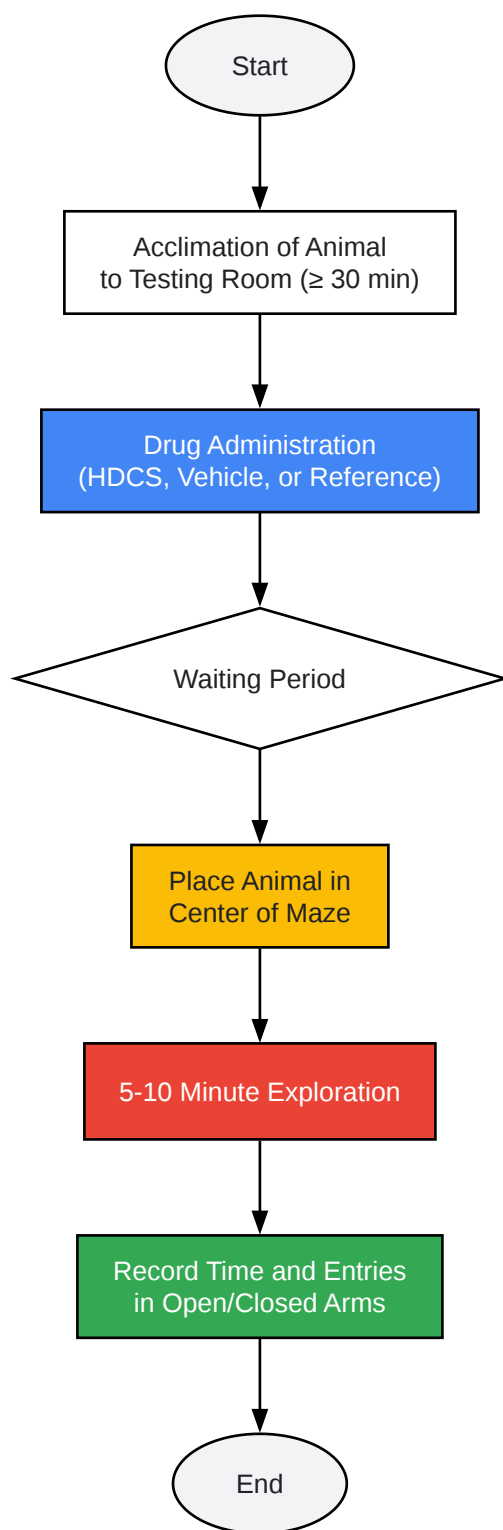 Start
Acclimation of Animal
to Testing Room (≥ 30 min)
Drug Administration
(HDCS, Vehicle, or Reference)
Waiting Period
Place Animal in
Center of Maze
5-10 Minute Exploration
Record Time and Entries
in Open/Closed Arms
End